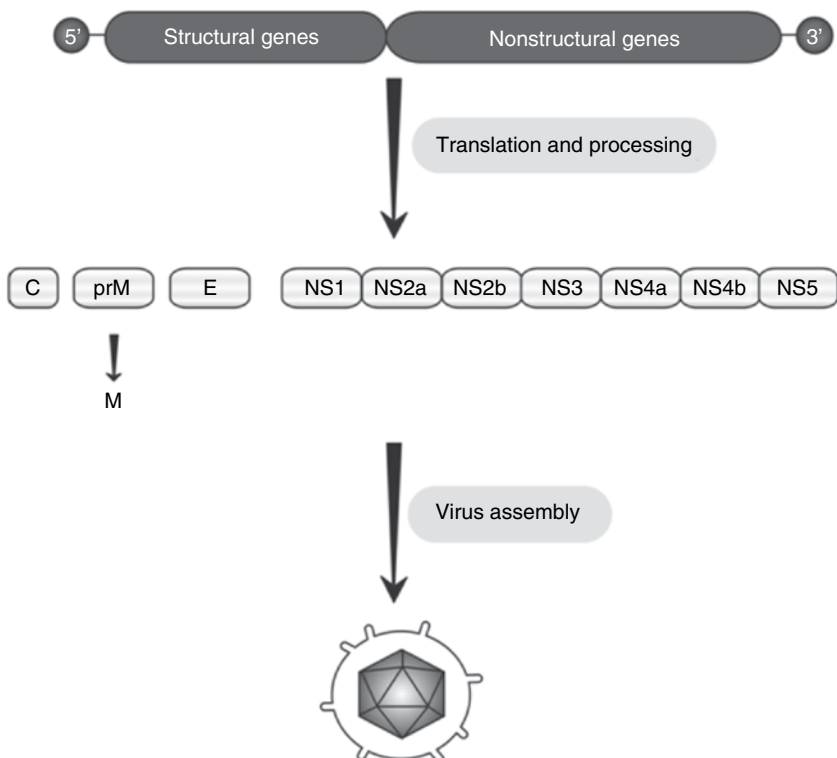 5’ Structural genes Nonstructural genes 3’
Translation and processing
C prM E NS1 NS2a NS2b NS3 NS4a NS4b NS5
M
Virus assembly